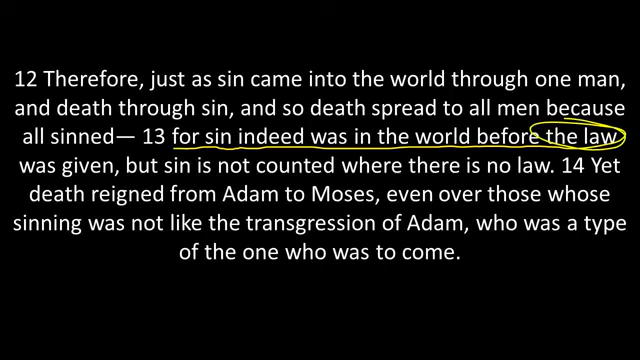 12 Therefore, just as sin came into the world through one man,
and death through sin, and so death spread to all men because
all sinned— 13 for sin indeed was in the world before the law
was given, but sin is not counted where there is no law. 14 Yet
death reigned from Adam to Moses, even over those whose
sinning was not like the transgression of Adam, who was a type
of the one who was to come.